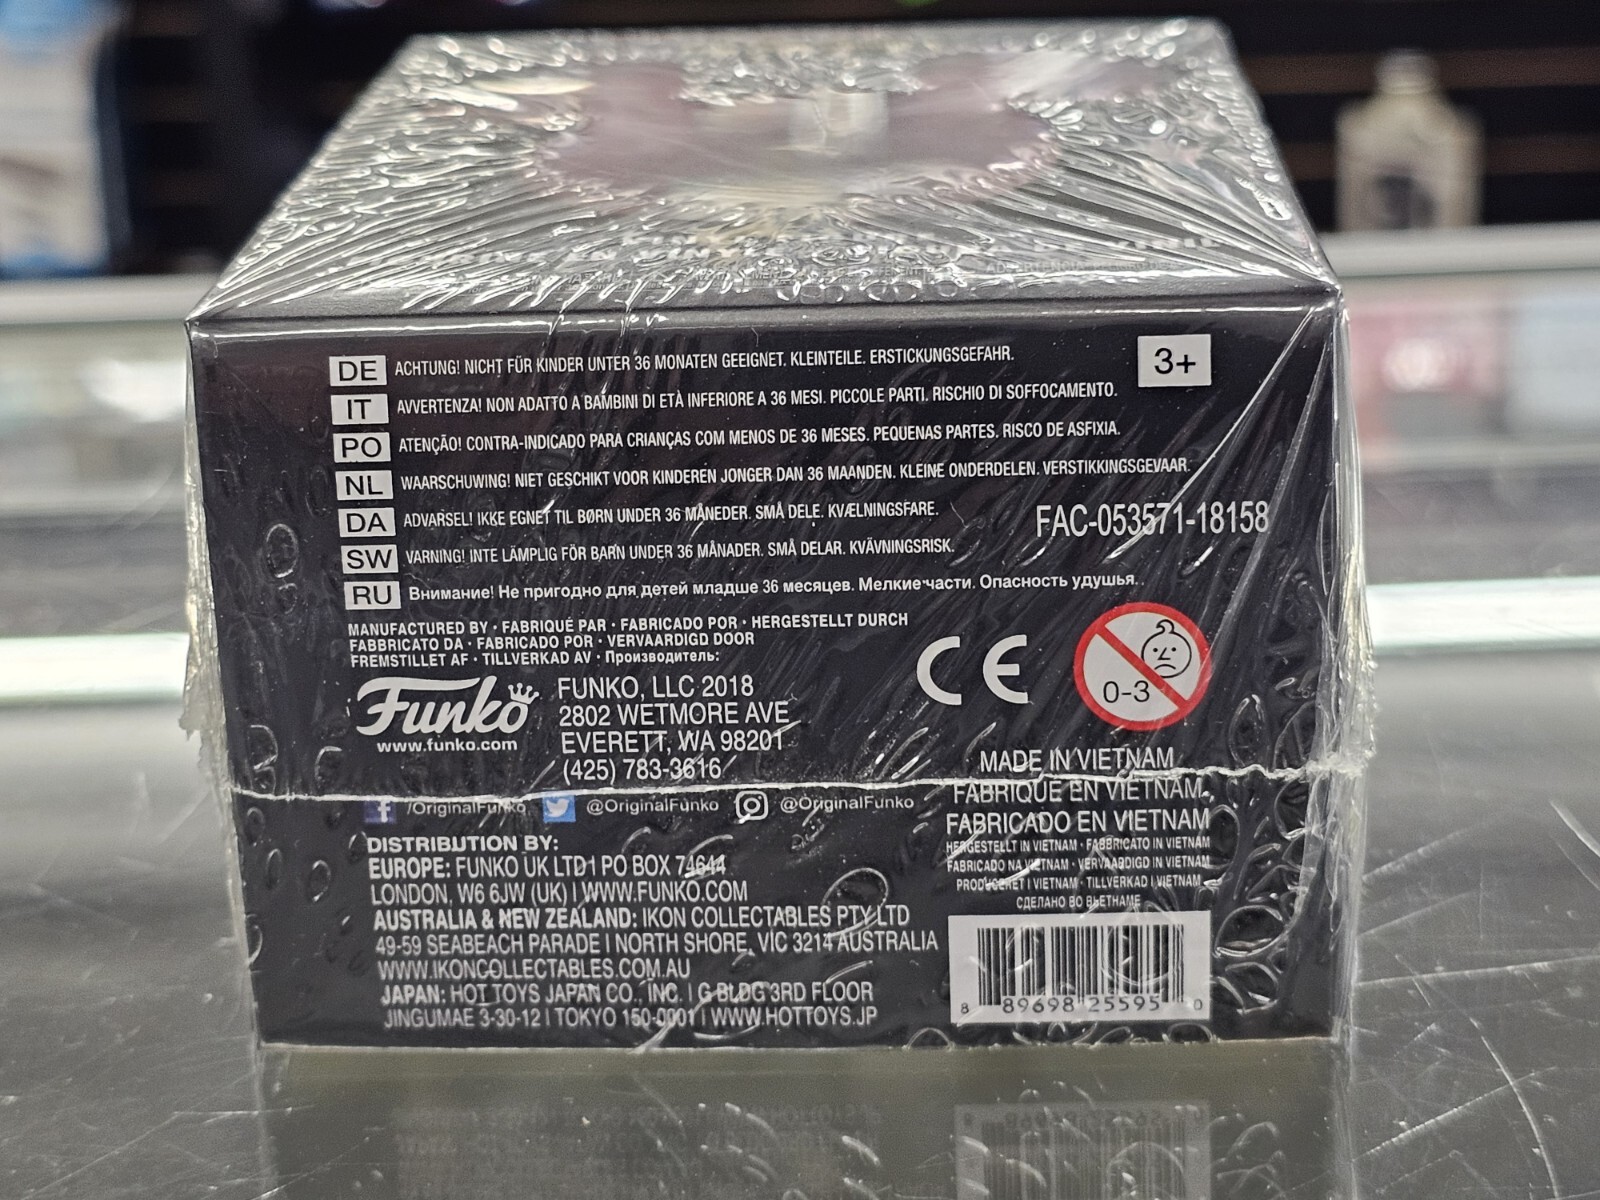 DE ACHTUNG! NICHT FÜR KINDER UNTER 36 MONATEN GEEIGNET. KLEINTEILE. ERSTICKUNGSGEFAHR.
3+
IT AVVERTENZA! NON ADATTO A BAMBINI DI ETÀ INFERIORE A 36 MESI. PICCOLE PARTI. RISCHIO DI SOFFOCAMENTO.
PO ATENÇÃO! CONTRA-INDICADO PARA CRIANÇAS COM MENOS DE 36 MESES. PEQUENAS PARTES. RISCO DE ASFIXIA.
NL WAARSCHUWING! NIET GESCHIKT VOOR KINDEREN JONGER DAN 36 MAANDEN. KLEINE ONDERDELEN. VERSTIKKINGSGEVAAR.
DA ADVARSEL! IKKE EGNET TIL BØRN UNDER 36 MÅNEDER. SMÅ DELE. KVÆLNINGSFARE.
FAC-053571-18158
SW VARNING! INTE LÄMPLIG FÖR BARN UNDER 36 MÅNADER. SMÅ DELAR. KVÄVNINGSRISK.
RU Внимание! Не пригодно для детей младше 36 месяцев. Мелкие части. Опасность удушья.
MANUFACTURED BY · FABRIQUÉ PAR · FABRICADO POR · HERGESTELLT DURCH
FABBRICATO DA · FABRICADO POR · VERVAARDIGD DOOR
FREMSTILLET AF · TILLVERKAD AV · Производитель:
Funko
www.funko.com
FUNKO, LLC 2018
2802 WETMORE AVE
EVERETT, WA 98201
(425) 783-3616
CE
0-3
/OriginalFunko @OriginalFunko @OriginalFunko
MADE IN VIETNAM
FABRIQUÉ EN VIETNAM
FABRICADO EN VIETNAM
HERGESTELLT IN VIETNAM · FABBRICATO IN VIETNAM
FABRICADO NA VIETNAM · VERVAARDIGD IN VIETNAM
PRODUCERET I VIETNAM · TILLVERKAD I VIETNAM
СДЕЛАНО ВО ВЬЕТНАМЕ
DISTRIBUTION BY:
EUROPE: FUNKO UK LTD | PO BOX 74644
LONDON, W6 6JW (UK) | WWW.FUNKO.COM
AUSTRALIA & NEW ZEALAND: IKON COLLECTABLES PTY LTD
49-59 SEABEACH PARADE | NORTH SHORE, VIC 3214 AUSTRALIA
WWW.IKONCOLLECTABLES.COM.AU
JAPAN: HOT TOYS JAPAN CO., INC. | G BLDG 3RD FLOOR
JINGUMAE 3-30-12 | TOKYO 150-0001 | WWW.HOTTOYS.JP
8 89698 25595 0